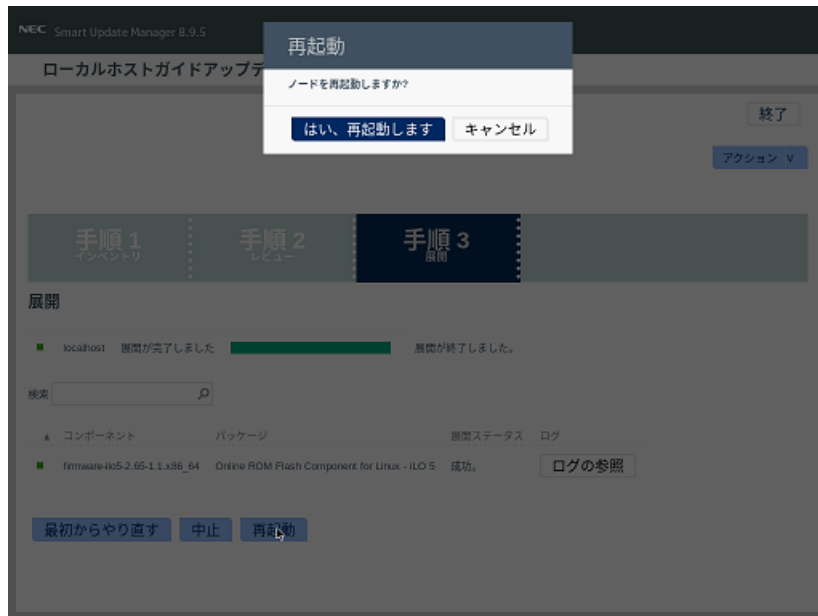 NEC Smart Update Manager 8.9.5
再起動
ローカルホストガイドアップデ
ノードを再起動しますか?
はい、再起動します キャンセル
終了
アクション ∨
手順 1 手順 2 手順 3
インベントリ レビュー 展開
展開
localhost 展開が完了しました 展開が終了しました。
検索
▲ コンポーネント パッケージ 展開ステータス ログ
firmware-ilo5-2.65-1.1.x86_64 Online ROM Flash Component for Linux - iLO 5 成功。 ログの参照
最初からやり直す 中止 再起動